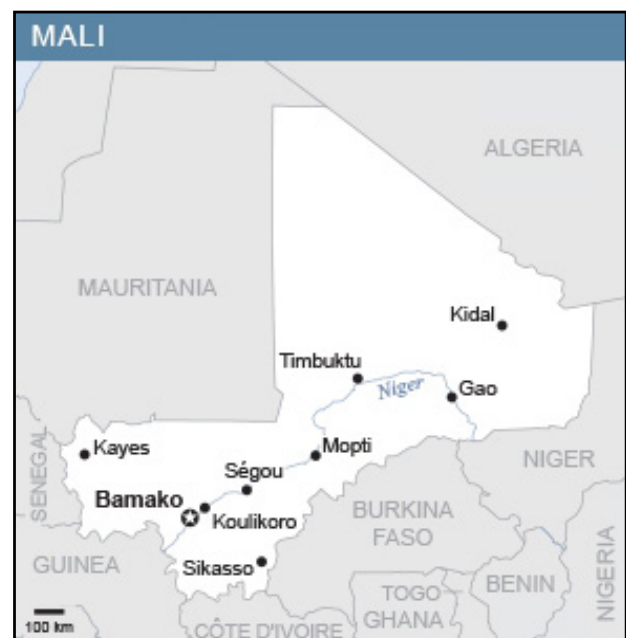 MALI
ALGERIA
MAURITANIA
Kidal
Timbuktu
Niger
Gao
Kayes
Mopti
SENEGAL
Ségou
NIGER
Bamako
Koulikoro
BURKINA
FASO
GUINEA
Sikasso
BENIN
NIGERIA
TOGO
GHANA
100 km
CÔTE D'IVOIRE